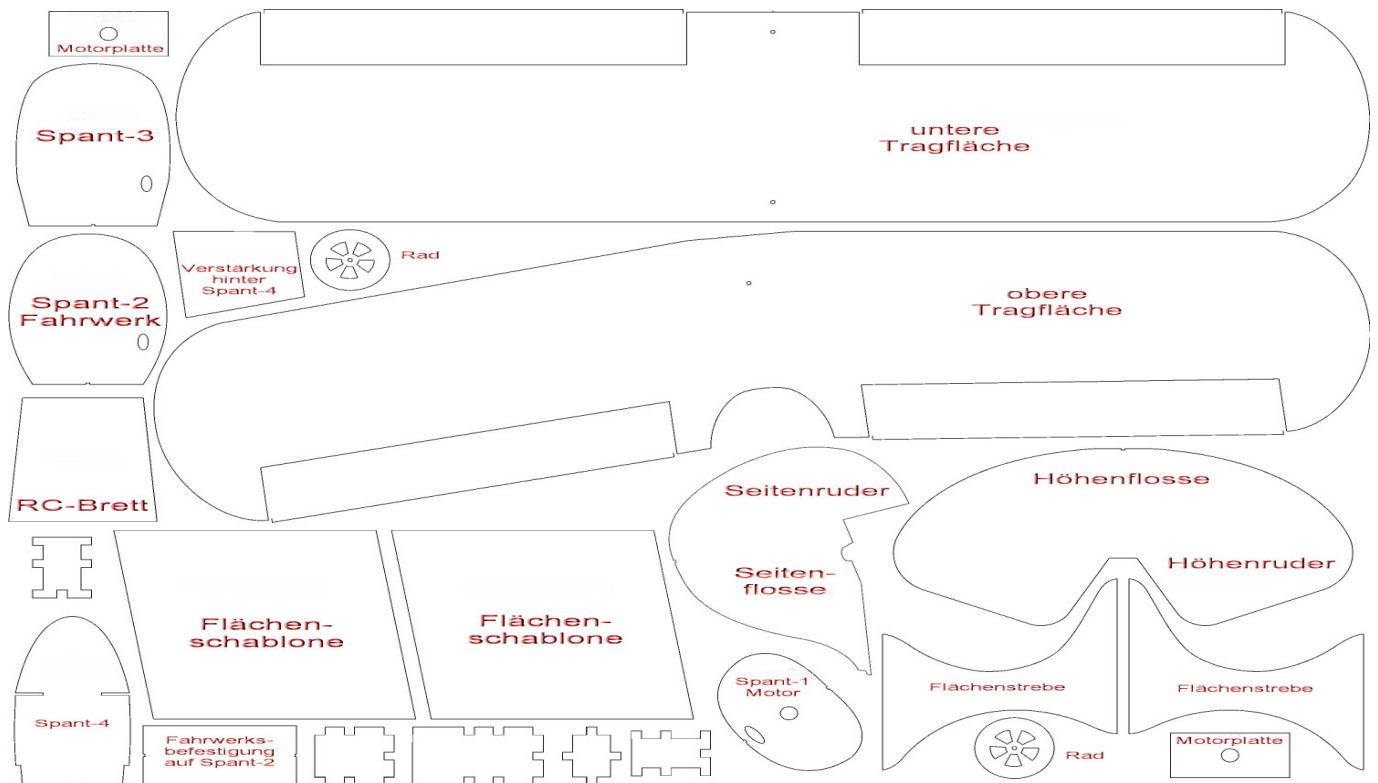 Motorplatte
Spant-3
untere
Tragfläche
Verstärkung
hinter
Spant-4
Rad
Spant-2
Fahrwerk
obere
Tragfläche
RC-Brett
Seitenruder
Höhenflosse
Höhenruder
Seiten-
flosse
Flächen-
schablone
Flächen-
schablone
Spant-1
Motor
Flächenstrebe
Flächenstrebe
Spant-4
Fahrwerks-
befestigung
auf Spant-2
Rad
Motorplatte